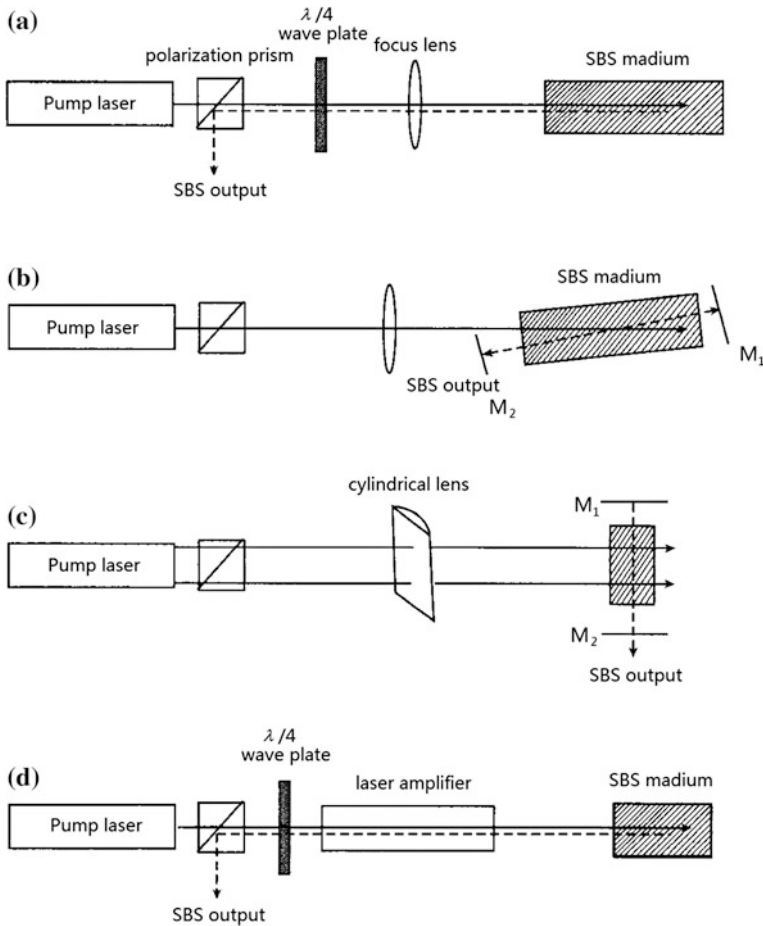 (a)
λ/4
wave plate
polarization prism
focus lens
SBS madium
Pump laser
SBS output
(b)
SBS madium
Pump laser
SBS output
M1
M2
(c)
cylindrical lens
M1
Pump laser
M2
SBS output
(d)
λ/4
wave plate
laser amplifier
SBS madium
Pump laser
SBS output